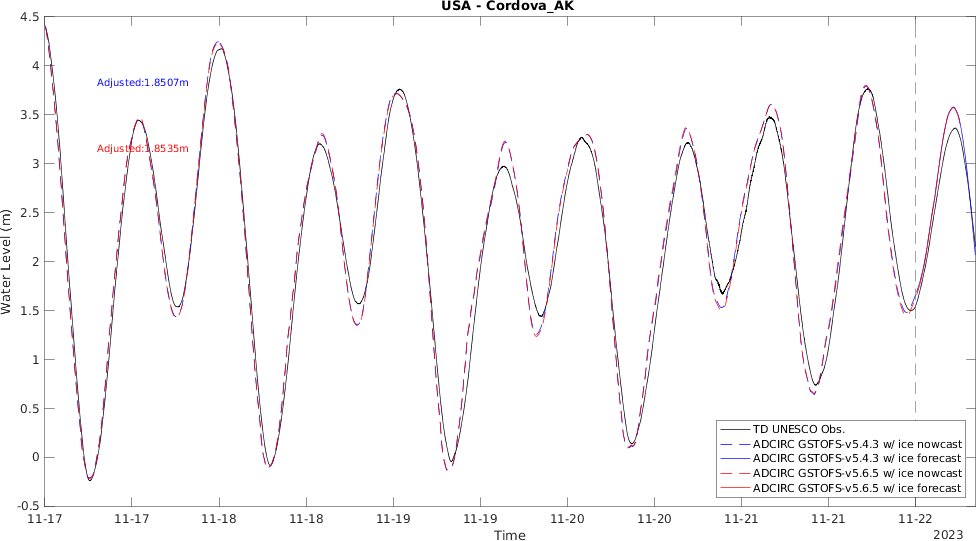 USA - Cordova_AK
4.5
4
3.5
3
2.5
2
1.5
1
0.5
0
-0.5
Water Level (m)
Adjusted:1.8507m
Adjusted:1.8535m
TD UNESCO Obs.
ADCIRC GSTOFS-v5.4.3 w/ ice nowcast
ADCIRC GSTOFS-v5.4.3 w/ ice forecast
ADCIRC GSTOFS-v5.6.5 w/ ice nowcast
ADCIRC GSTOFS-v5.6.5 w/ ice forecast
11-17 11-17 11-18 11-18 11-19 11-19 11-20 11-20 11-21 11-21 11-22
Time
2023